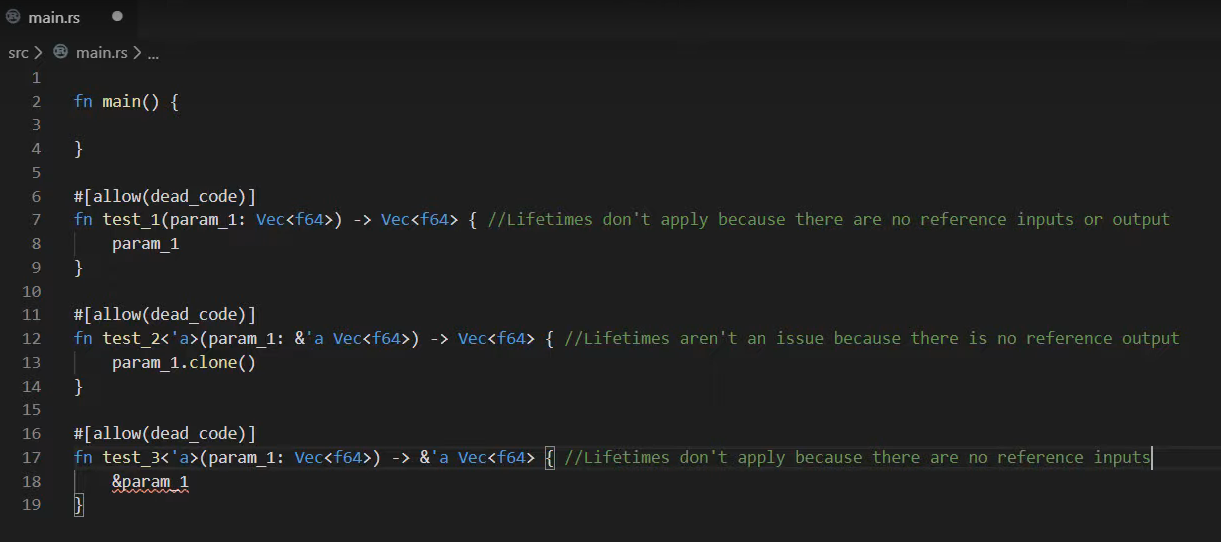 main.rs
src > main.rs > ...
1
2 fn main() {
3
4 }
5
6 #[allow(dead_code)]
7 fn test_1(param_1: Vec<f64>) -> Vec<f64> { //Lifetimes don't apply because there are no reference inputs or output
8     param_1
9 }
10
11 #[allow(dead_code)]
12 fn test_2<'a>(param_1: &'a Vec<f64>) -> Vec<f64> { //Lifetimes aren't an issue because there is no reference output
13     param_1.clone()
14 }
15
16 #[allow(dead_code)]
17 fn test_3<'a>(param_1: Vec<f64>) -> &'a Vec<f64> { //Lifetimes don't apply because there are no reference inputs
18     &param_1
19 }